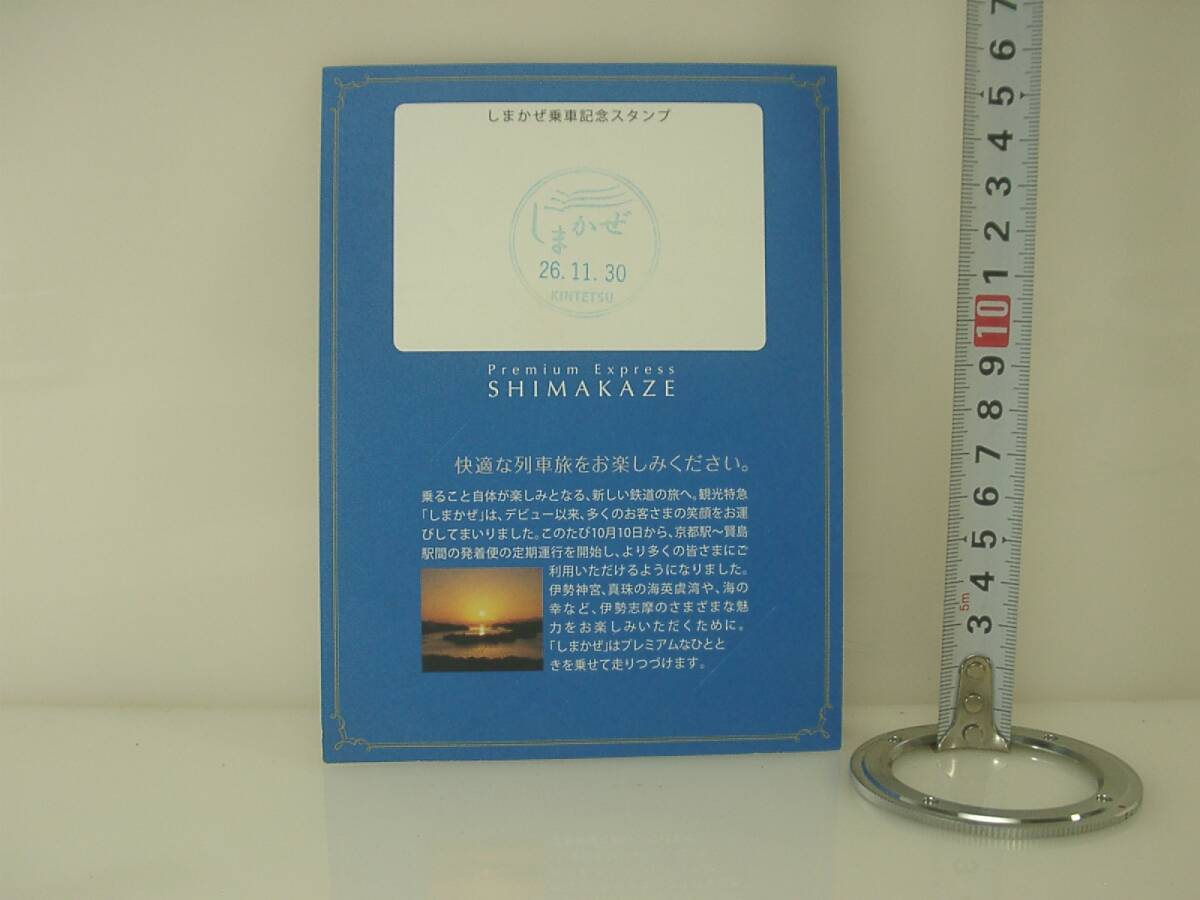 しまかぜ乗車記念スタンプ
しまかぜ
26.11.30
KINTETSU
Premium Express
SHIMAKAZE
快適な列車旅をお楽しみください。
乗ること自体が楽しみとなる、新しい鉄道の旅へ。観光特急
「しまかぜ」は、デビュー以来、多くのお客さまの笑顔をお運
びしてまいりました。このたび10月10日から、京都駅～賢島
駅間の発着便の定期運行を開始し、より多くの皆さまにご
利用いただけるようになりました。
伊勢神宮、真珠の海英虞湾や、海の
幸など、伊勢志摩のさまざまな魅
力をお楽しみいただくために。
「しまかぜ」はプレミアムなひとと
きを乗せて走りつづけます。
7
5
4
3
2
1
10
9
8
7
6
5
4
5m
3